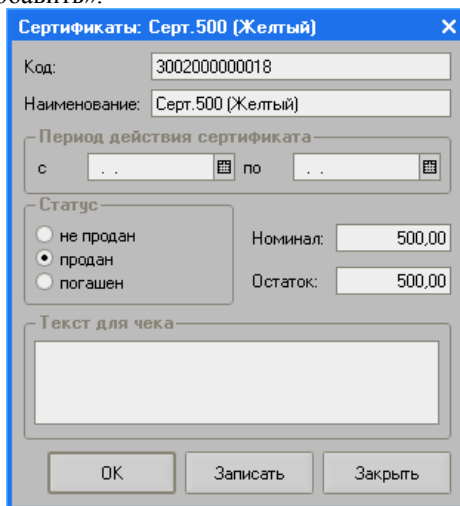 обавить».
Сертификаты: Серт.500 (Желтый)
Код: 3002000000018
Наименование: Серт.500 (Желтый)
Период действия сертификата
с . . по . .
Статус
не продан
продан
погашен
Номинал: 500,00
Остаток: 500,00
Текст для чека
OK Записать Закрыть